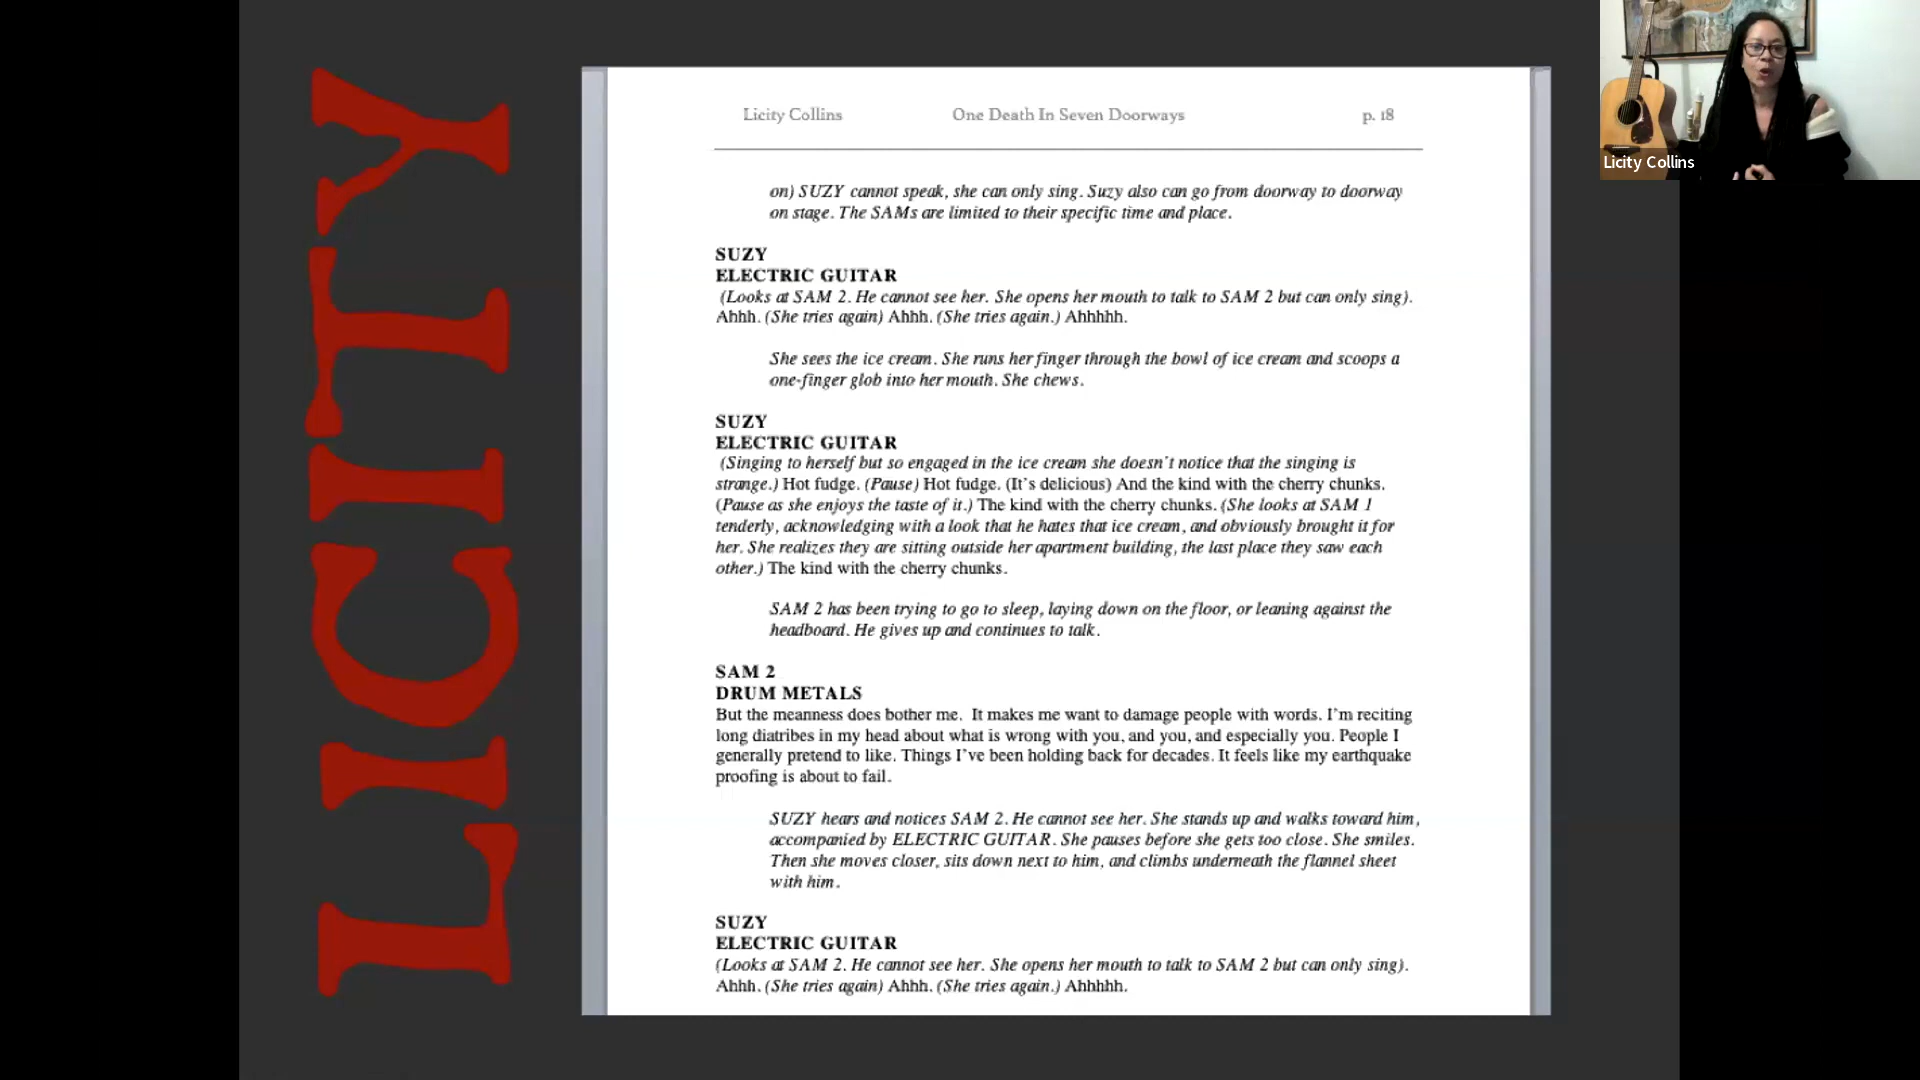 LICITY
Licity Collins One Death In Seven Doorways p. 18
on) SUZY cannot speak, she can only sing. Suzy also can go from doorway to doorway
on stage. The SAMs are limited to their specific time and place.
SUZY
ELECTRIC GUITAR
(Looks at SAM 2. He cannot see her. She opens her mouth to talk to SAM 2 but can only sing).
Ahhh. (She tries again) Ahhh. (She tries again.) Ahhhhh.
She sees the ice cream. She runs her finger through the bowl of ice cream and scoops a
one-finger glob into her mouth. She chews.
SUZY
ELECTRIC GUITAR
(Singing to herself but so engaged in the ice cream she doesn't notice that the singing is
strange.) Hot fudge. (Pause) Hot fudge. (It's delicious) And the kind with the cherry chunks.
(Pause as she enjoys the taste of it.) The kind with the cherry chunks. (She looks at SAM 1
tenderly, acknowledging with a look that he hates that ice cream, and obviously brought it for
her. She realizes they are sitting outside her apartment building, the last place they saw each
other.) The kind with the cherry chunks.
SAM 2 has been trying to go to sleep, laying down on the floor, or leaning against the
headboard. He gives up and continues to talk.
SAM 2
DRUM METALS
But the meanness does bother me. It makes me want to damage people with words. I'm reciting
long diatribes in my head about what is wrong with you, and you, and especially you. People I
generally pretend to like. Things I've been holding back for decades. It feels like my earthquake
proofing is about to fail.
SUZY hears and notices SAM 2. He cannot see her. She stands up and walks toward him,
accompanied by ELECTRIC GUITAR. She pauses before she gets too close. She smiles.
Then she moves closer, sits down next to him, and climbs underneath the flannel sheet
with him.
SUZY
ELECTRIC GUITAR
(Looks at SAM 2. He cannot see her. She opens her mouth to talk to SAM 2 but can only sing).
Ahhh. (She tries again) Ahhh. (She tries again.) Ahhhhh.
Licity Collins